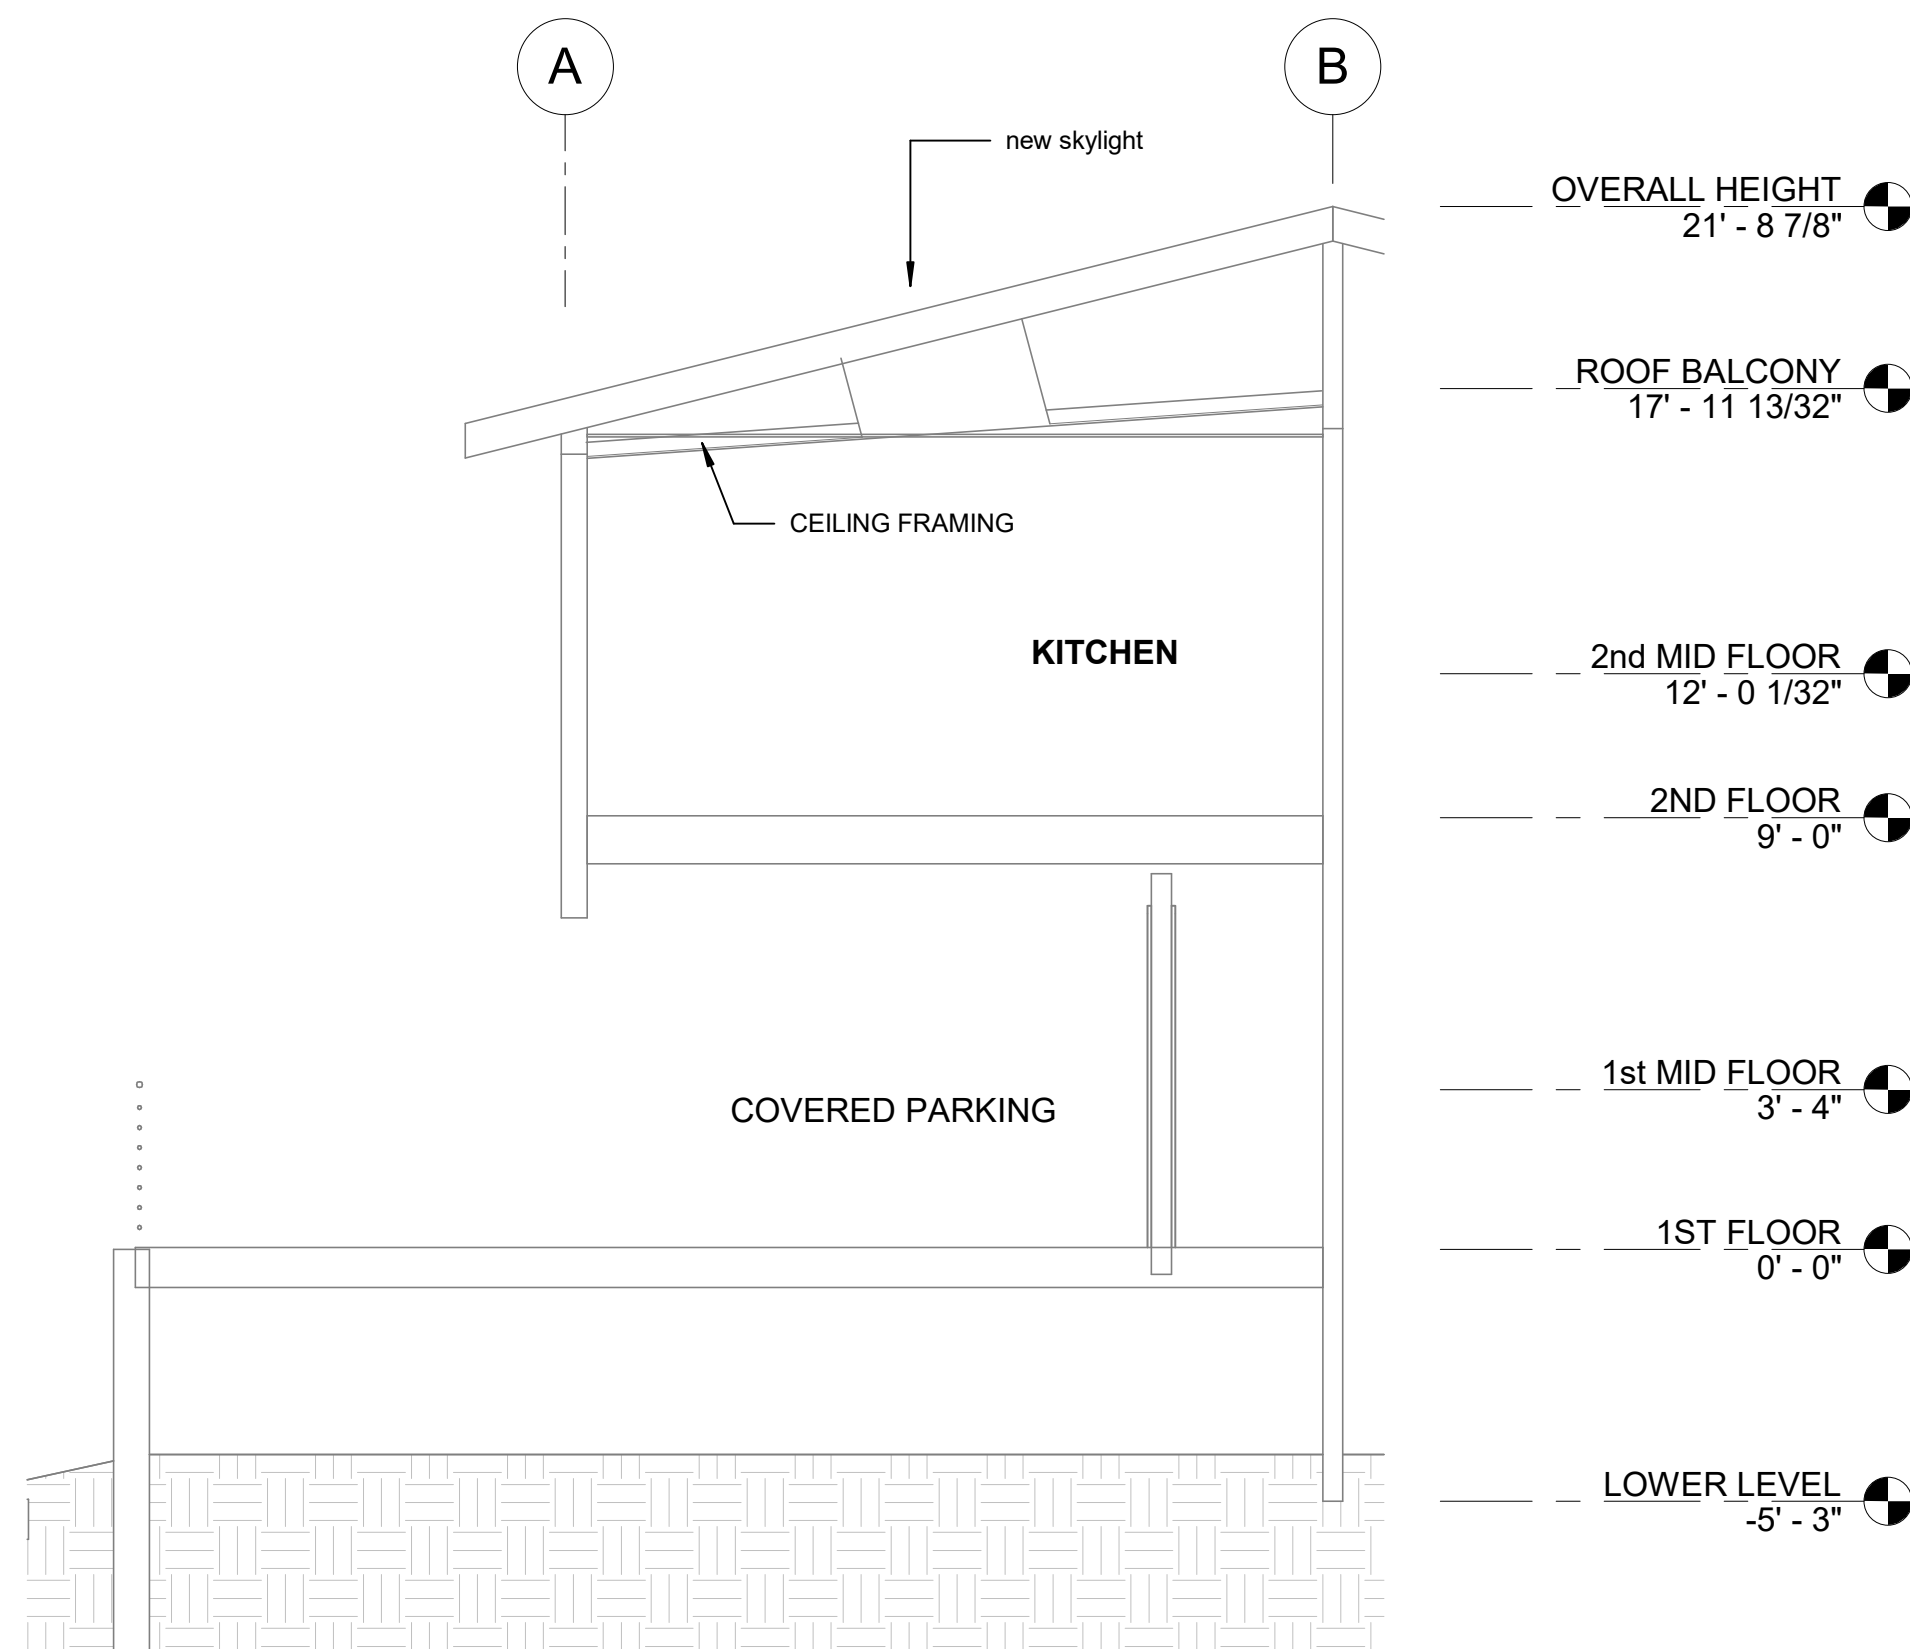 A
B
new skylight
OVERALL HEIGHT
21' - 8 7/8"
ROOF BALCONY
17' - 11 13/32"
CEILING FRAMING
KITCHEN
2nd MID FLOOR
12' - 0 1/32"
2ND FLOOR
9' - 0"
1st MID FLOOR
3' - 4"
COVERED PARKING
1ST FLOOR
0' - 0"
LOWER LEVEL
-5' - 3"